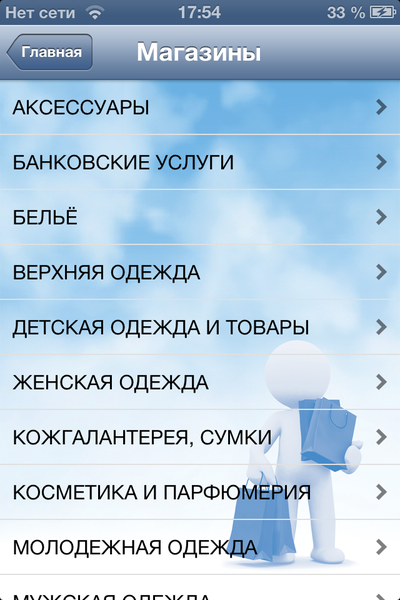 Нет сети 17:54 33 %
Главная Магазины
АКСЕССУАРЫ
БАНКОВСКИЕ УСЛУГИ
БЕЛЬЁ
ВЕРХНЯЯ ОДЕЖДА
ДЕТСКАЯ ОДЕЖДА И ТОВАРЫ
ЖЕНСКАЯ ОДЕЖДА
КОЖГАЛАНТЕРЕЯ, СУМКИ
КОСМЕТИКА И ПАРФЮМЕРИЯ
МОЛОДЕЖНАЯ ОДЕЖДА
МУЖСКАЯ ОДЕЖДА